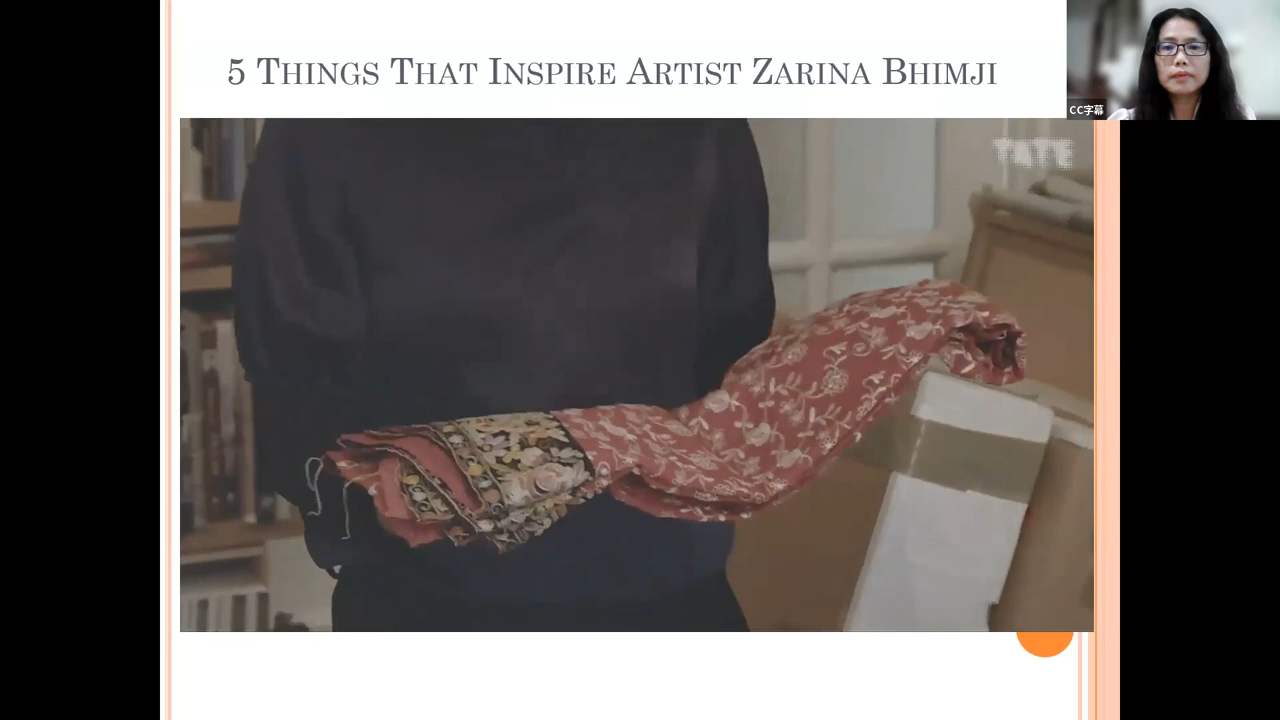 5 THINGS THAT INSPIRE ARTIST ZARINA BHIMJI
TATE
CC字幕